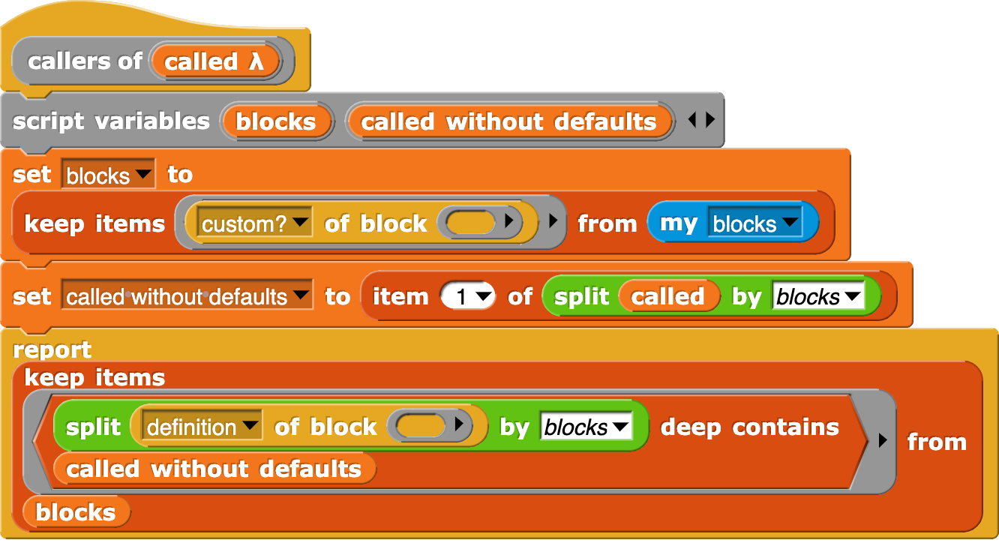 callers of called λ
script variables blocks called without defaults
set blocks to
keep items custom? of block from my blocks
set called without defaults to item 1 of split called by blocks
report
keep items
split definition of block by blocks deep contains
from
called without defaults
blocks